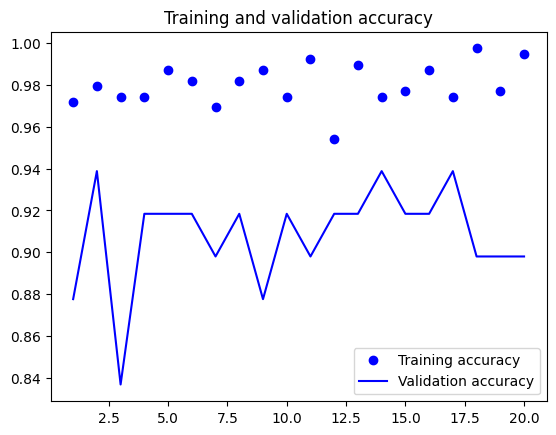 Training and validation accuracy
1.00
0.98
0.96
0.94
0.92
0.90
0.88
0.86
0.84
Training accuracy
Validation accuracy
2.5 5.0 7.5 10.0 12.5 15.0 17.5 20.0